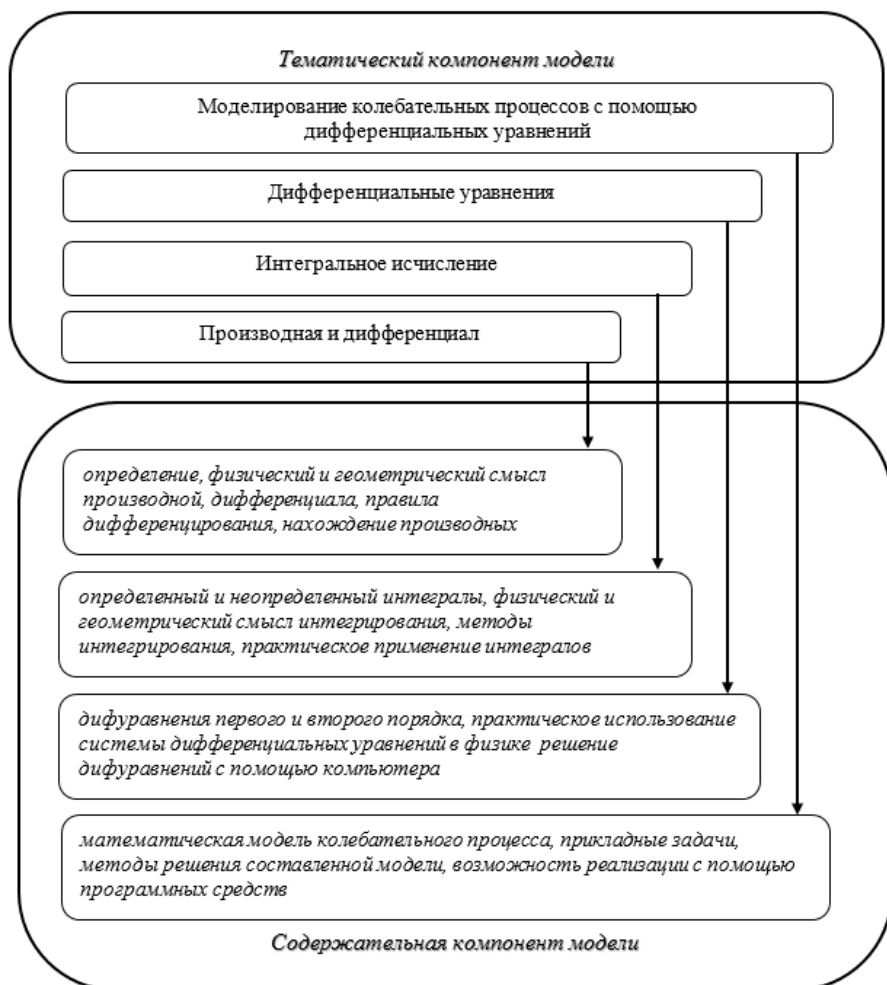 Тематический компонент модели
Моделирование колебательных процессов с помощью
дифференциальных уравнений
Дифференциальные уравнения
Интегральное исчисление
Производная и дифференциал
определение, физический и геометрический смысл
производной, дифференциала, правила
дифференцирования, нахождение производных
определенный и неопределенный интегралы, физический и
геометрический смысл интегрирования, методы
интегрирования, практическое применение интегралов
дифуравнения первого и второго порядка, практическое использование
системы дифференциальных уравнений в физике решение
дифуравнений с помощью компьютера
математическая модель колебательного процесса, прикладные задачи,
методы решения составленной модели, возможность реализации с помощью
программных средств
Содержательная компонент модели